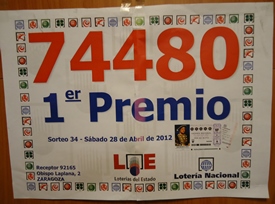 74480
1er Premio
Sorteo 34 - Sábado 28 de Abril de 2012
Receptor 92165
Obispo Laplana, 2
ZARAGOZA
Loterías del Estado
Lotería Nacional